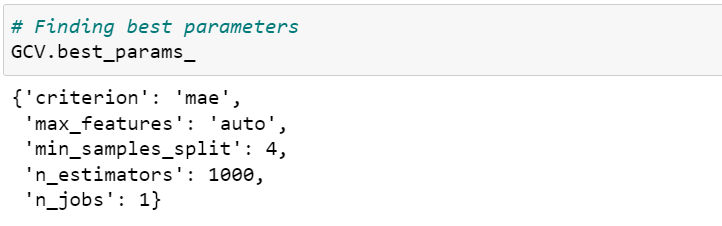 # Finding best parameters
GCV.best_params_
{'criterion': 'mae',
 'max_features': 'auto',
 'min_samples_split': 4,
 'n_estimators': 1000,
 'n_jobs': 1}